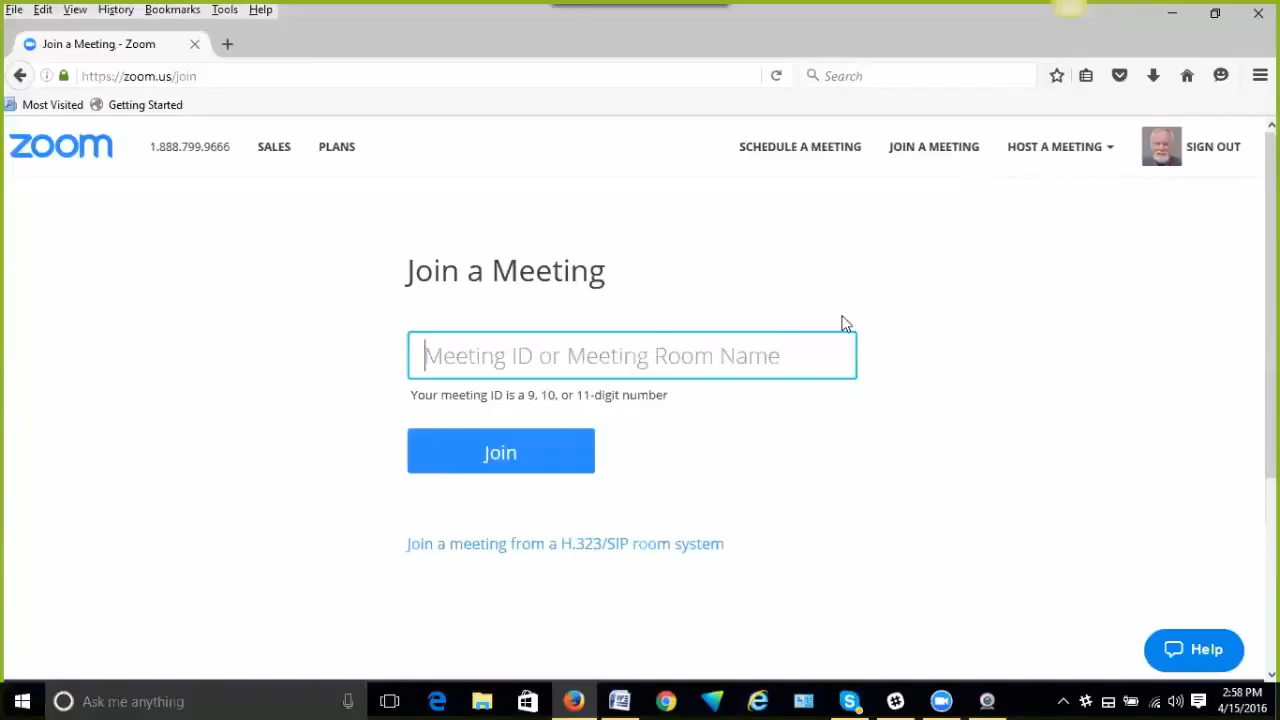 File Edit View History Bookmarks Tools Help
Join a Meeting - Zoom
https://zoom.us/join
Search
Most Visited Getting Started
zoom 1.888.799.9666 SALES PLANS SCHEDULE A MEETING JOIN A MEETING HOST A MEETING SIGN OUT
Join a Meeting
Meeting ID or Meeting Room Name
Your meeting ID is a 9, 10, or 11-digit number
Join
Join a meeting from a H.323/SIP room system
Help
Ask me anything
2:58 PM
4/15/2016